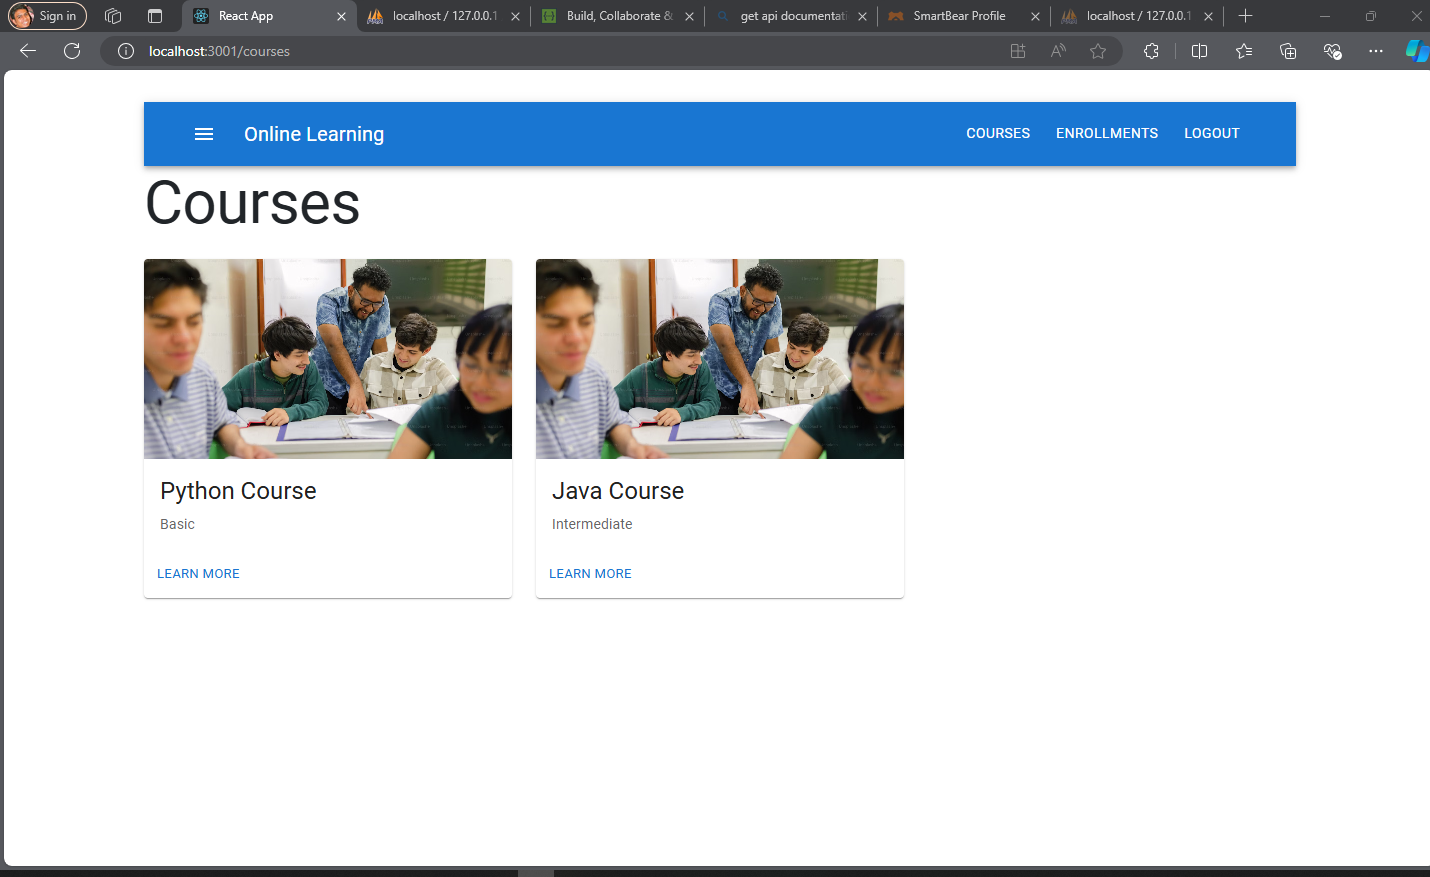 Sign in
React App
localhost / 127.0.0.1
Build, Collaborate &
get api documentati
SmartBear Profile
localhost / 127.0.0.1
localhost:3001/courses
Online Learning
COURSES
ENROLLMENTS
LOGOUT
Courses
Python Course
Java Course
Basic
Intermediate
LEARN MORE
LEARN MORE